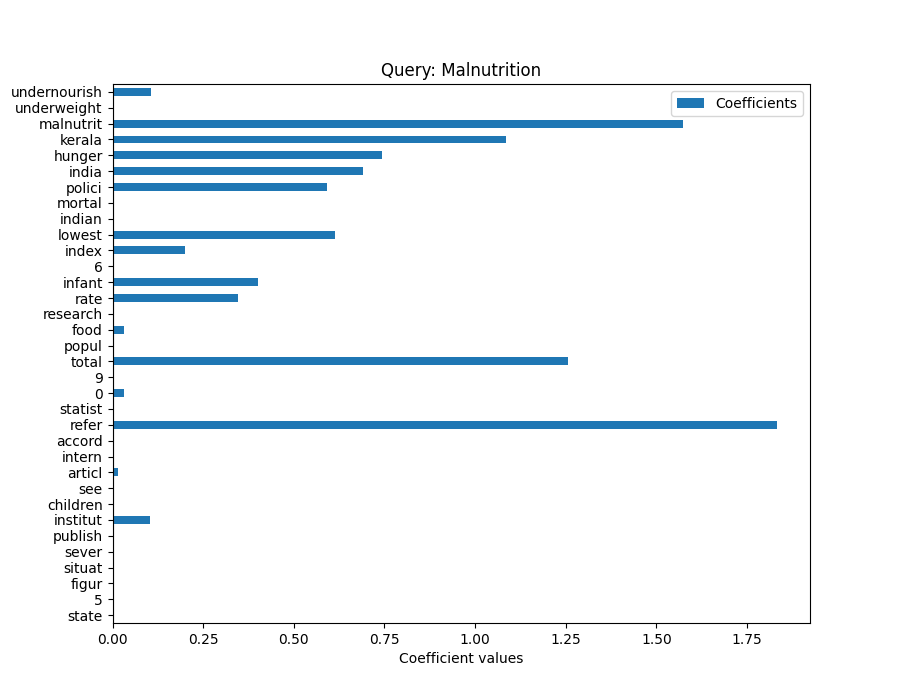 Query: Malnutrition
Coefficients
undernourish
underweight
malnutrit
kerala
hunger
india
polici
mortal
indian
lowest
index
6
infant
rate
research
food
popul
total
9
0
statist
refer
accord
intern
articl
see
children
institut
publish
sever
situat
figur
5
state
0.00 0.25 0.50 0.75 1.00 1.25 1.50 1.75
Coefficient values